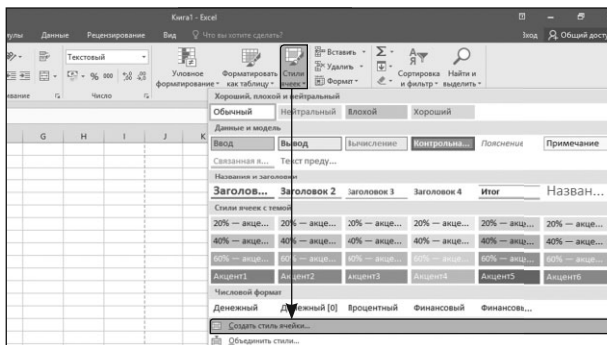 Книга1 - Excel
мулы Данные Рецензирование Вид Что вы хотите сделать? Вход Общий дост
Текстовый
Условное форматирование
Форматировать как таблицу
Стили ячеек
Вставить
Удалить
Формат
Сортировка и фильтр
Найти и выделить
% 000
Число
Хороший, плохой и нейтральный
Обычный Нейтральный Плохой Хороший
Данные и модель
Ввод Вывод Вычисление Контрольна... Пояснение Примечание
Связанная я... Текст преду...
Названия и заголовки
Заголов... Заголовок 2 Заголовок 3 Заголовок 4 Итог Назван...
Стили ячеек с темой
20% — акце... 20% — акце... 20% — акце... 20% — акце... 20% — акце... 20% — акце...
40% — акце... 40% — акце... 40% — акце... 40% — акце... 40% — акце... 40% — акце...
60% — акце... 60% — акце... 60% — акце... 60% — акце... 60% — акце... 60% — акце...
Акцент1 Акцент2 Акцент3 Акцент4 Акцент5 Акцент6
Числовой формат
Денежный Денежный [0] Процентный Финансовый Финансовь...
Создать стиль ячейки...
Объединить стили...
G H I J K